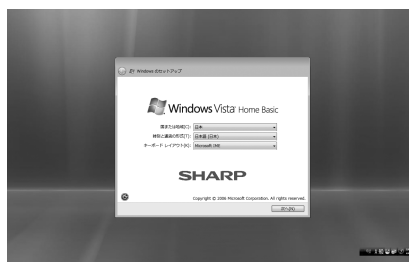 Windows のセットアップ
Windows Vista™ Home Basic
国または地域(C): 日本
時刻と通貨の形式(T): 日本語 (日本)
キーボード レイアウト(K): Microsoft IME
SHARP
Copyright © 2006 Microsoft Corporation. All rights reserved.
次へ(N)